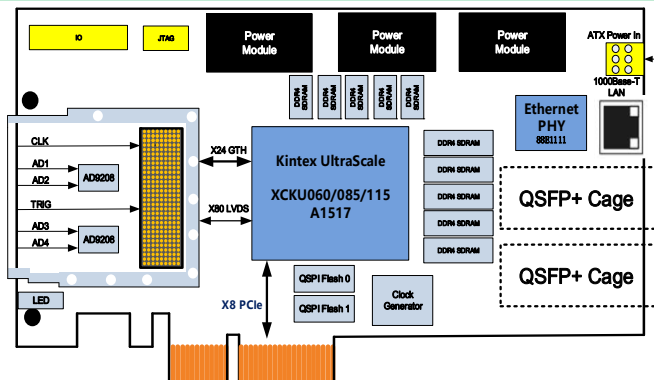 IO
JTAG
Power
Module
Power
Module
Power
Module
ATX Power In
1000Base-T
LAN
DDR4
SDRAM
DDR4
SDRAM
DDR4
SDRAM
DDR4
SDRAM
DDR4
SDRAM
Ethernet
PHY
88B1111
CLK
AD1
AD2
AD9208
TRIG
AD3
AD4
AD9208
X24 GTH
X80 LVDS
Kintex UltraScale
XCKU060/085/115
A1517
DDR4 SDRAM
DDR4 SDRAM
DDR4 SDRAM
DDR4 SDRAM
DDR4 SDRAM
QSFP+ Cage
QSFP+ Cage
LED
X8 PCIe
QSPI Flash 0
QSPI Flash 1
Clock
Generator